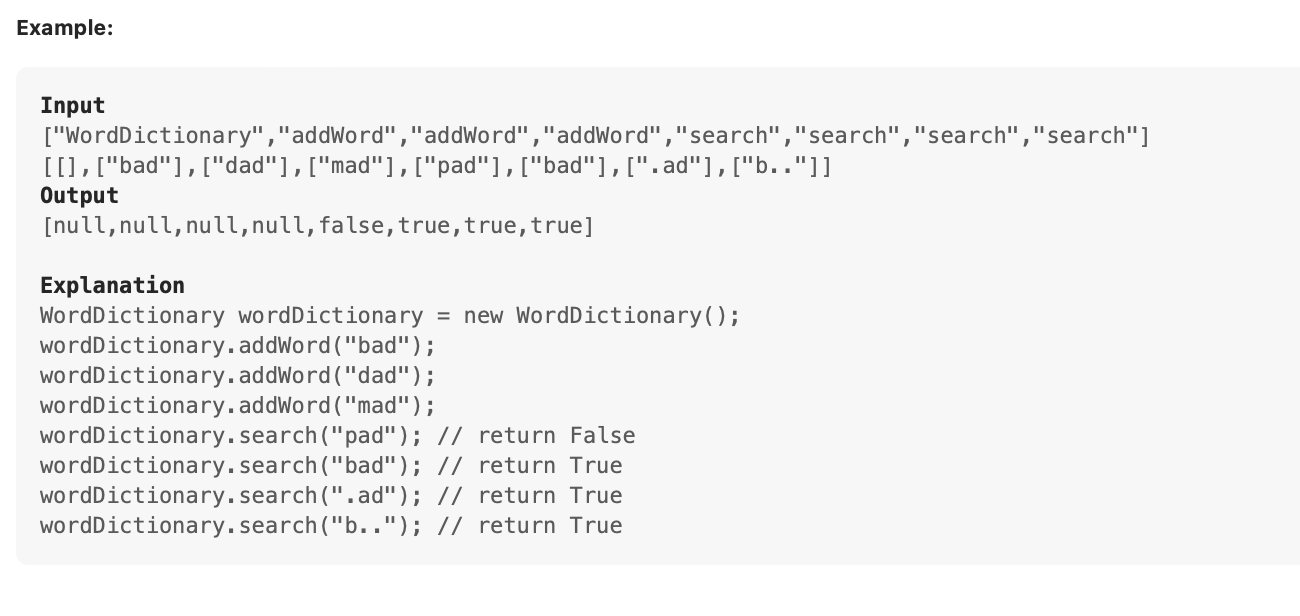 Example:
Input
["WordDictionary","addWord","addWord","addWord","search","search","search","search"]
[[],["bad"],["dad"],["mad"],["pad"],["bad"],[".ad"],["b.."]]
Output
[null,null,null,null,false,true,true,true]
Explanation
WordDictionary wordDictionary = new WordDictionary();
wordDictionary.addWord("bad");
wordDictionary.addWord("dad");
wordDictionary.addWord("mad");
wordDictionary.search("pad"); // return False
wordDictionary.search("bad"); // return True
wordDictionary.search(".ad"); // return True
wordDictionary.search("b.."); // return True